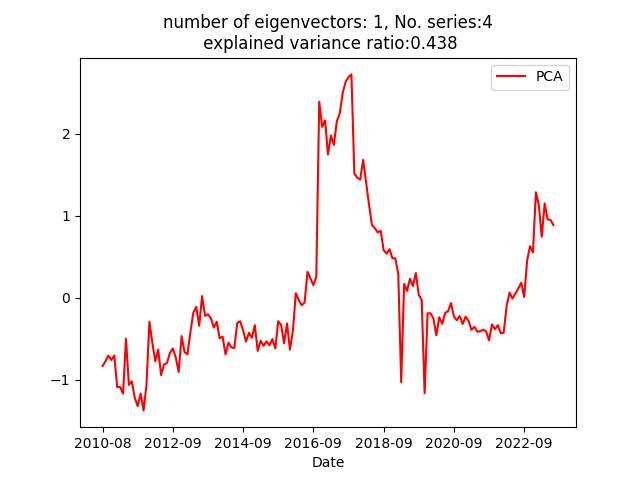 number of eigenvectors: 1, No. series:4
explained variance ratio:0.438
PCA
2
1
0
−1
2010-08 2012-09 2014-09 2016-09 2018-09 2020-09 2022-09
Date